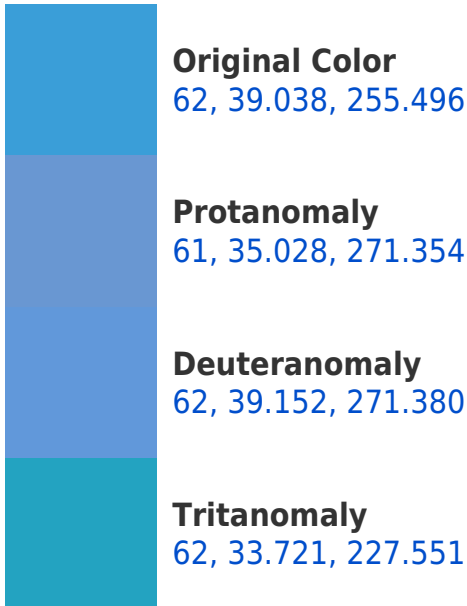 Original Color
62, 39.038, 255.496
Protanomaly
61, 35.028, 271.354
Deuteranomaly
62, 39.152, 271.380
Tritanomaly
62, 33.721, 227.551